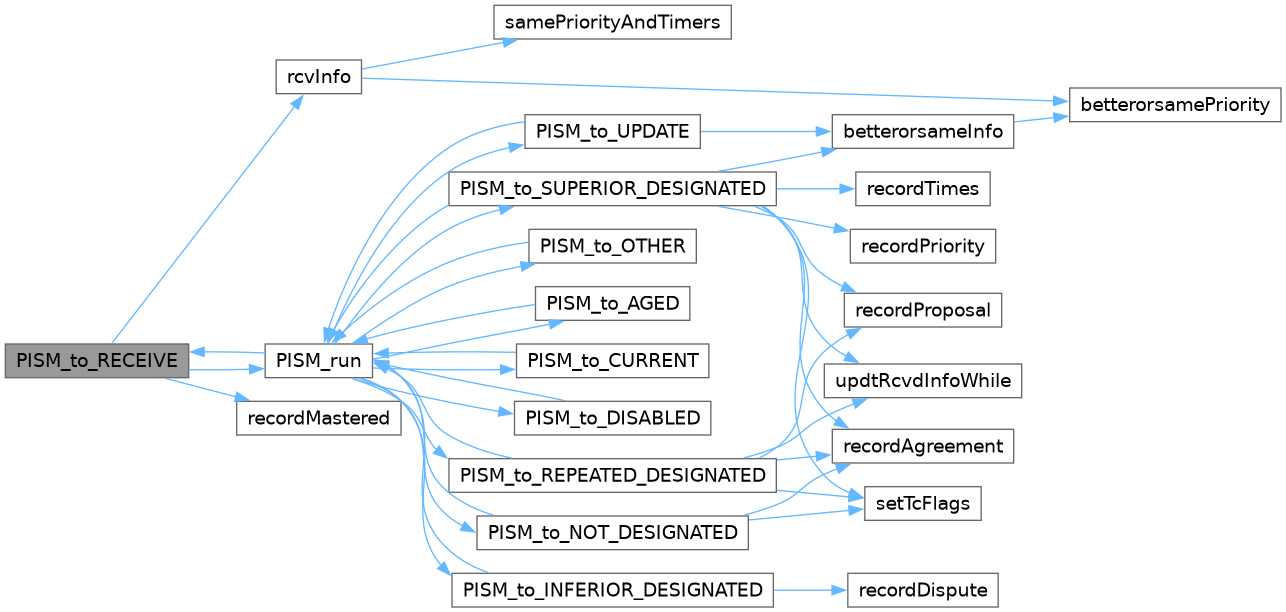 samePriorityAndTimers
rcvInfo
betterorsamePriority
PISM_to_UPDATE
betterorsameInfo
PISM_to_SUPERIOR_DESIGNATED
recordTimes
PISM_to_OTHER
recordPriority
PISM_to_AGED
recordProposal
PISM_to_RECEIVE
PISM_run
PISM_to_CURRENT
updtRcvdInfoWhile
recordMastered
PISM_to_DISABLED
recordAgreement
PISM_to_REPEATED_DESIGNATED
setTcFlags
PISM_to_NOT_DESIGNATED
PISM_to_INFERIOR_DESIGNATED
recordDispute